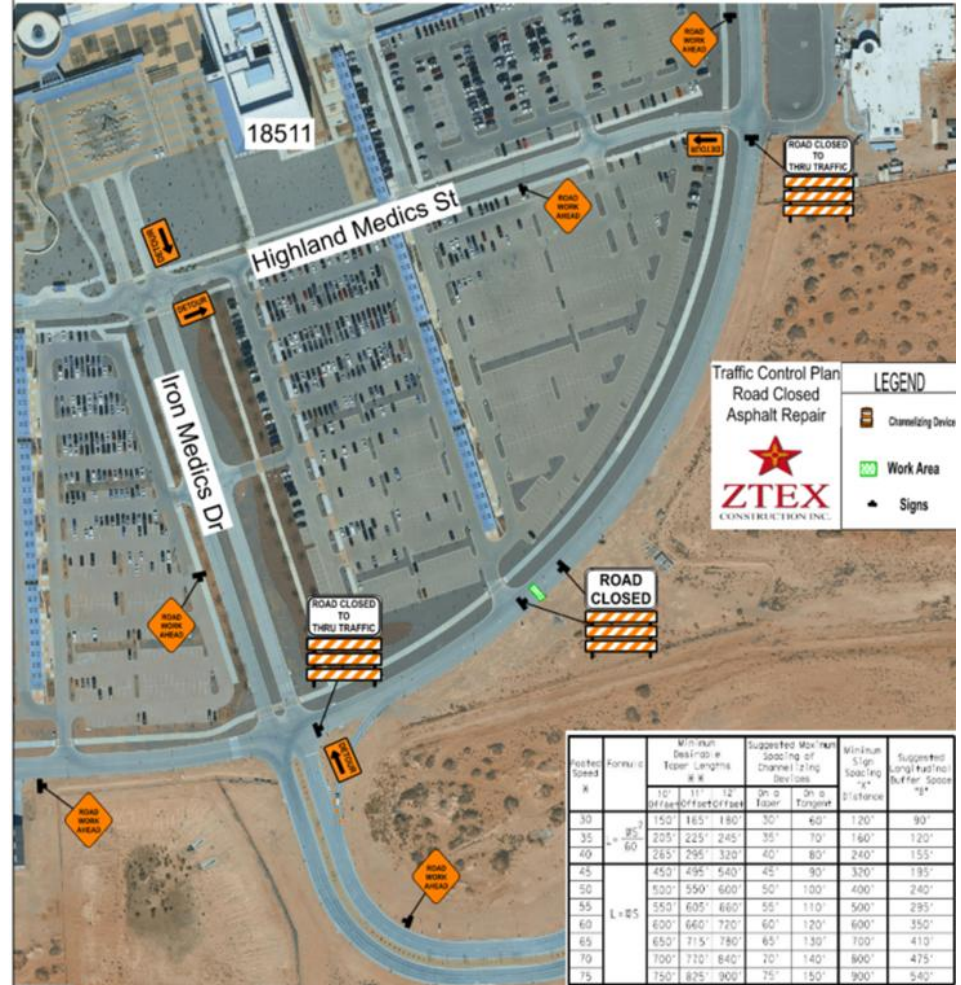 ROAD
WORK
AHEAD
18511
DETOUR
ROAD CLOSED
TO
THRU TRAFFIC
ROAD
WORK
AHEAD
Highland Medics St
DETOUR
DETOUR
Iron Medics Dr
Traffic Control Plan
Road Closed
Asphalt Repair
ZTEX
CONSTRUCTION INC.
LEGEND
Channelizing Device
Work Area
Signs
ROAD
CLOSED
ROAD CLOSED
TO
THRU TRAFFIC
ROAD
WORK
AHEAD
DETOUR
ROAD
WORK
AHEAD
ROAD
WORK
AHEAD
Posted Speed Formula Minimum Desirable Taper Lengths Suggested Maximum Spacing of Channelizing Devices Minimum Sign Spacing "X" Distance Suggested Longitudinal Buffer Space "B"
10' Offset 11' Offset 12' Offset On a Taper On a Tangent
30 150' 165' 180' 30' 60' 120' 90'
35 L= WS² 60 205' 225' 245' 35' 70' 160' 120'
40 265' 295' 320' 40' 80' 240' 155'
45 450' 495' 540' 45' 90' 320' 195'
50 500' 550' 600' 50' 100' 400' 240'
55 L=WS 550' 605' 660' 55' 110' 500' 295'
60 600' 660' 720' 60' 120' 600' 350'
65 650' 715' 780' 65' 130' 700' 410'
70 700' 770' 840' 70' 140' 800' 475'
75 750' 825' 900' 75' 150' 900' 540'